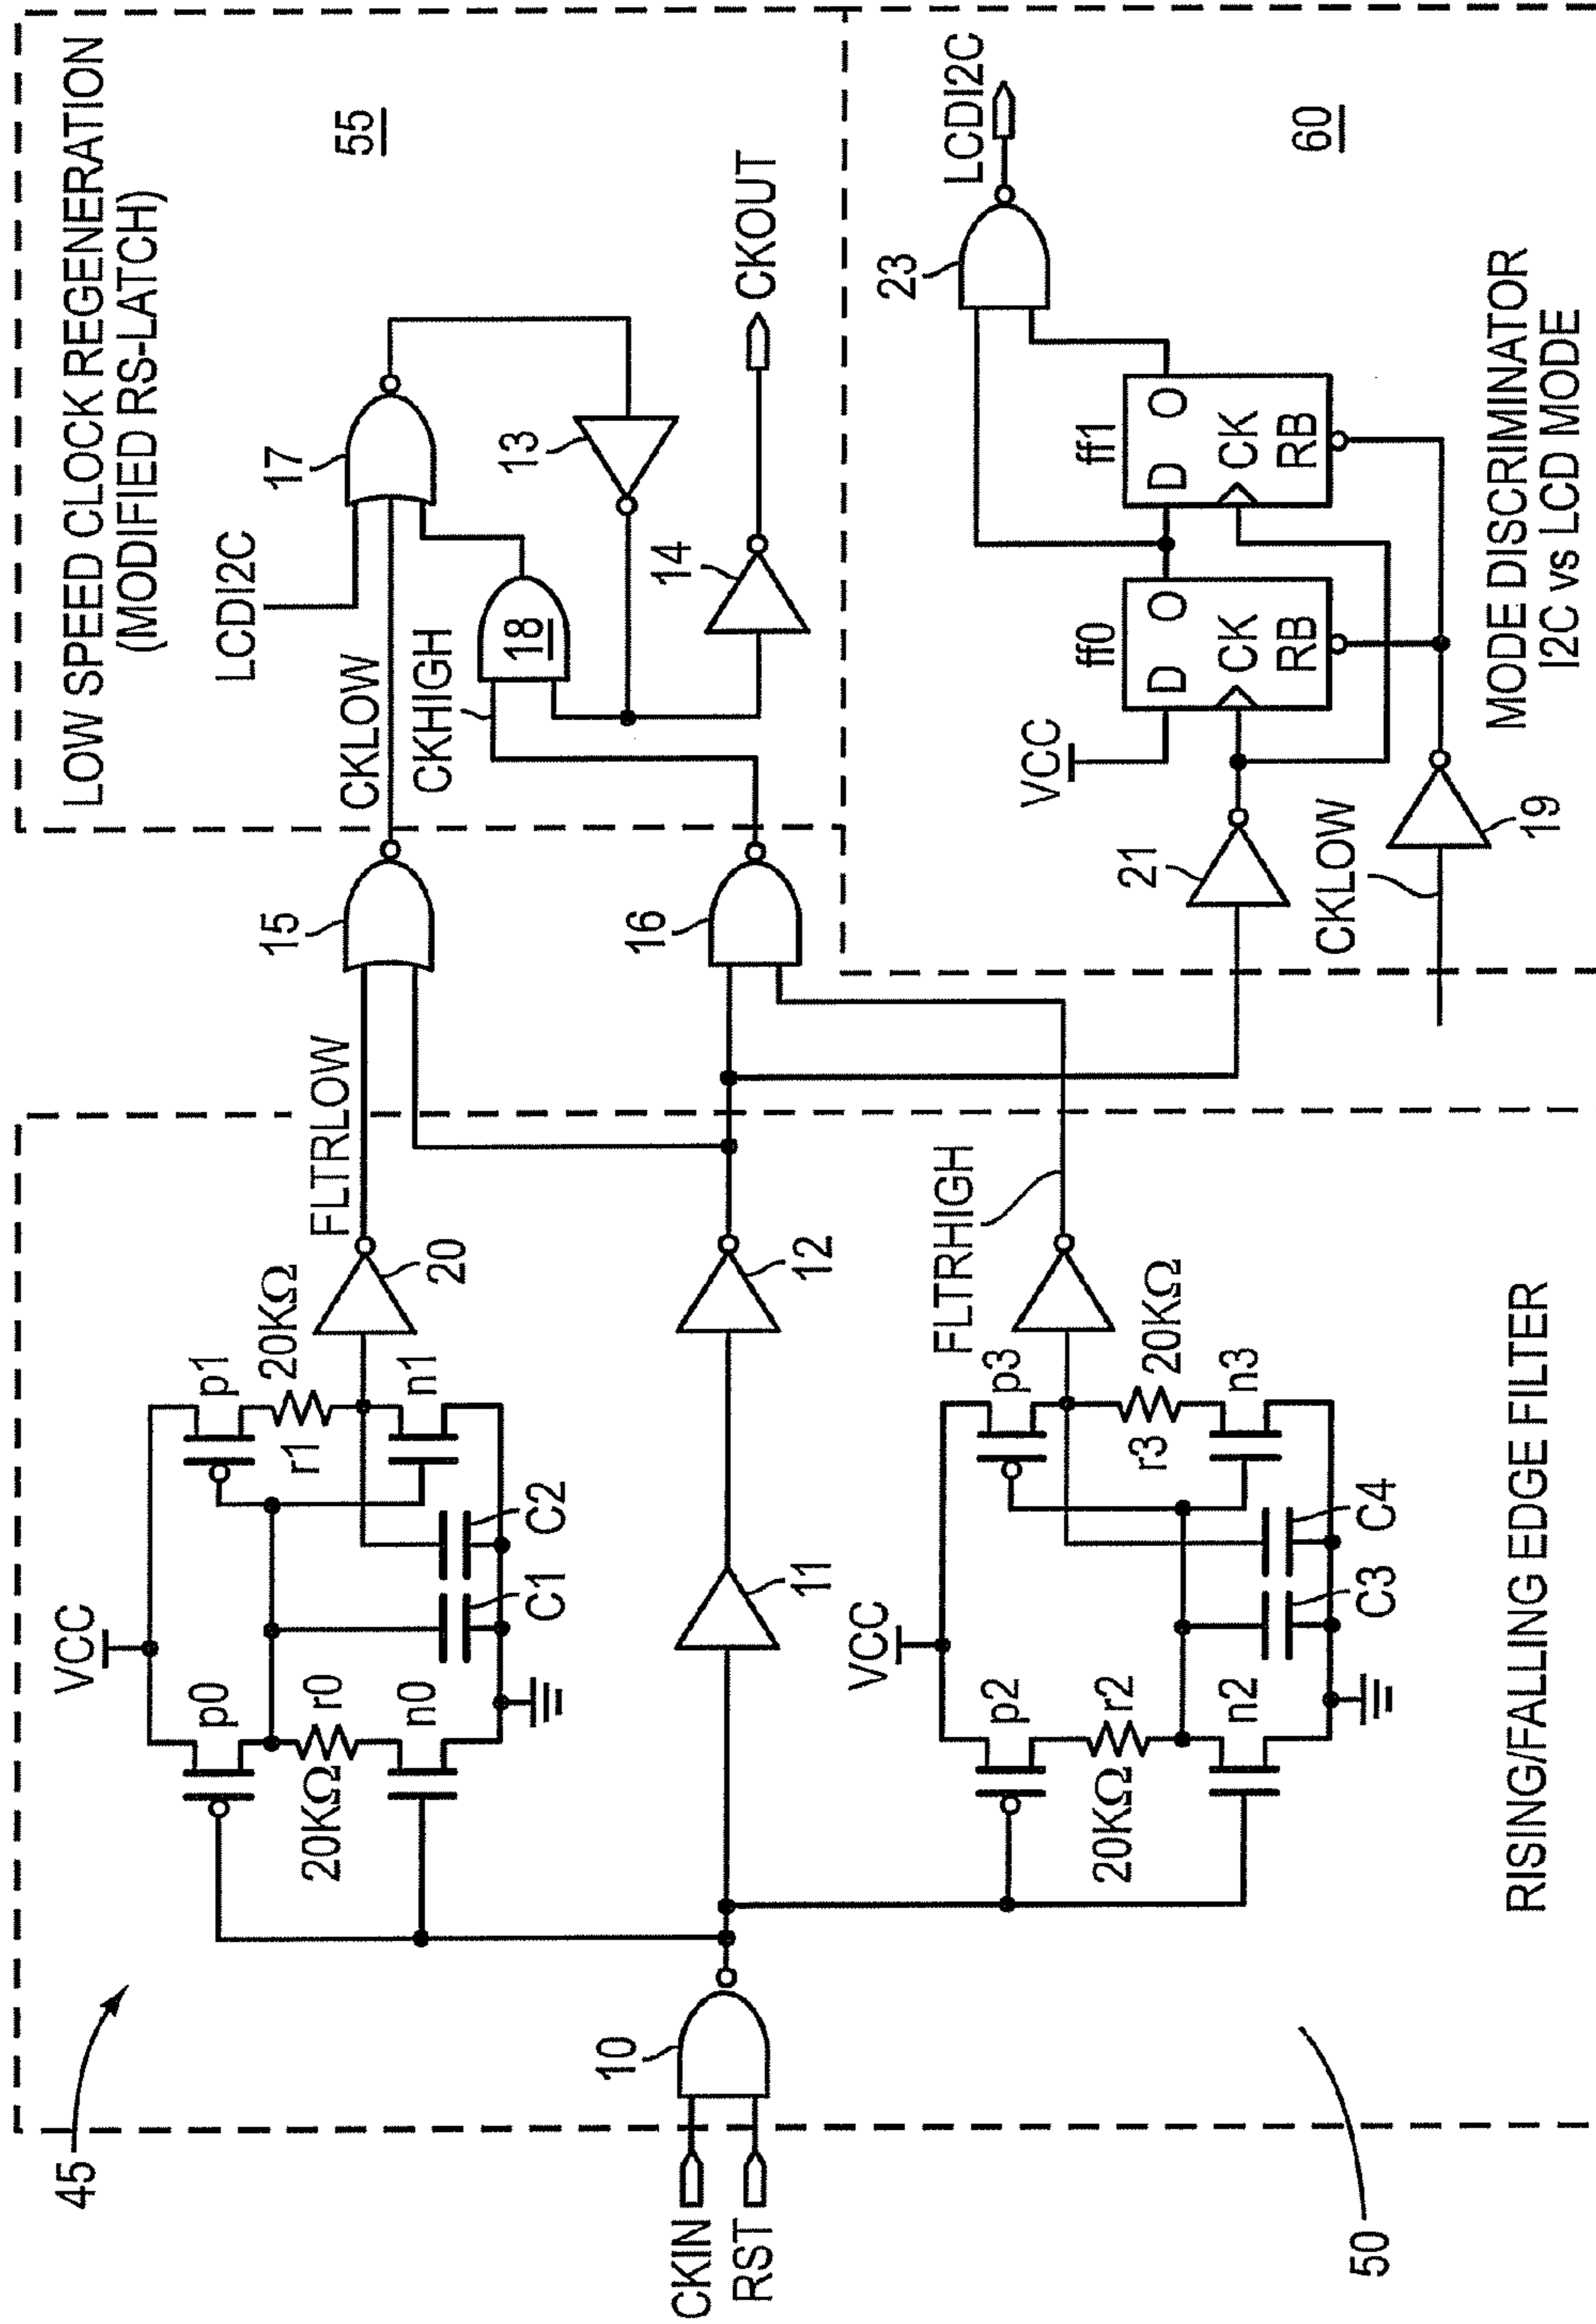 LOW SPEED CLOCK REGENERATION
(MODIFIED RS-LATCH)
55
LCDI2C
17
CKLOW
CKHIGH
18
13
14
CKOUT
15
16
FLTRLOW
20
VCC
p0
r0
20KΩ
n0
p1
20KΩ
r1
n1
C1
C2
45
10
CKIN
RST
11
12
FLTRHIGH
VCC
p2
r2
20KΩ
n2
p3
20KΩ
r3
n3
C3
C4
RISING/FALLING EDGE FILTER
50
23
LCDI2C
60
VCC
ff0
D
O
CK
RB
ff1
D
O
CK
RB
21
CKLOW
19
MODE DISCRIMINATOR
I2C vs LCD MODE